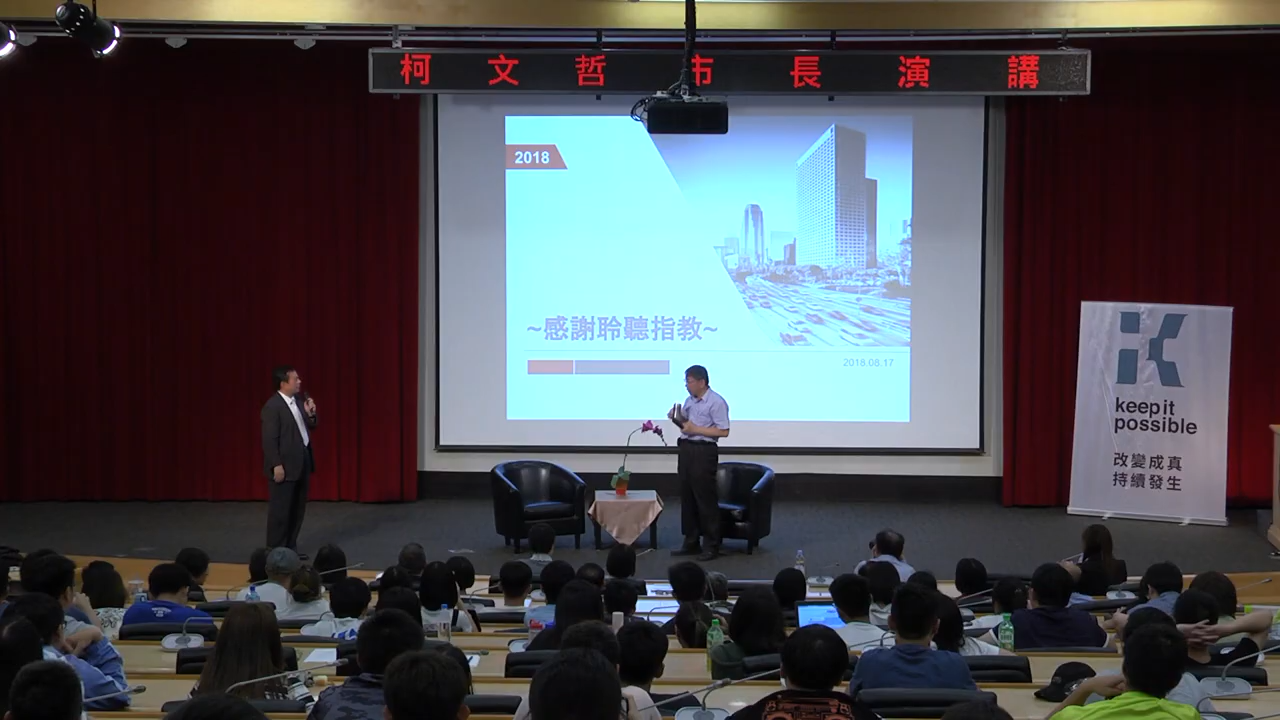 柯文哲市長演講
2018
~感謝聆聽指教~
2018.08.17
keep it
possible
改變成真
持續發生